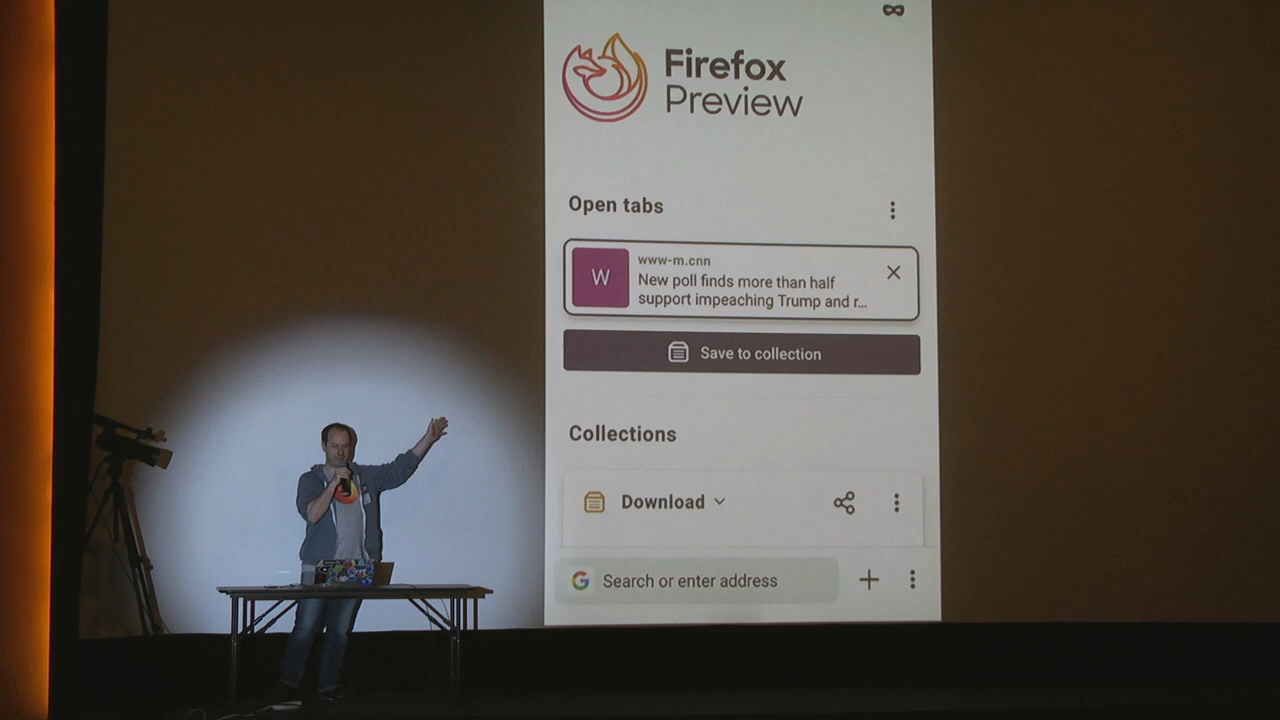 Firefox
Preview
Open tabs
W
www-m.cnn
New poll finds more than half
support impeaching Trump and r...
Save to collection
Collections
Download
G
Search or enter address